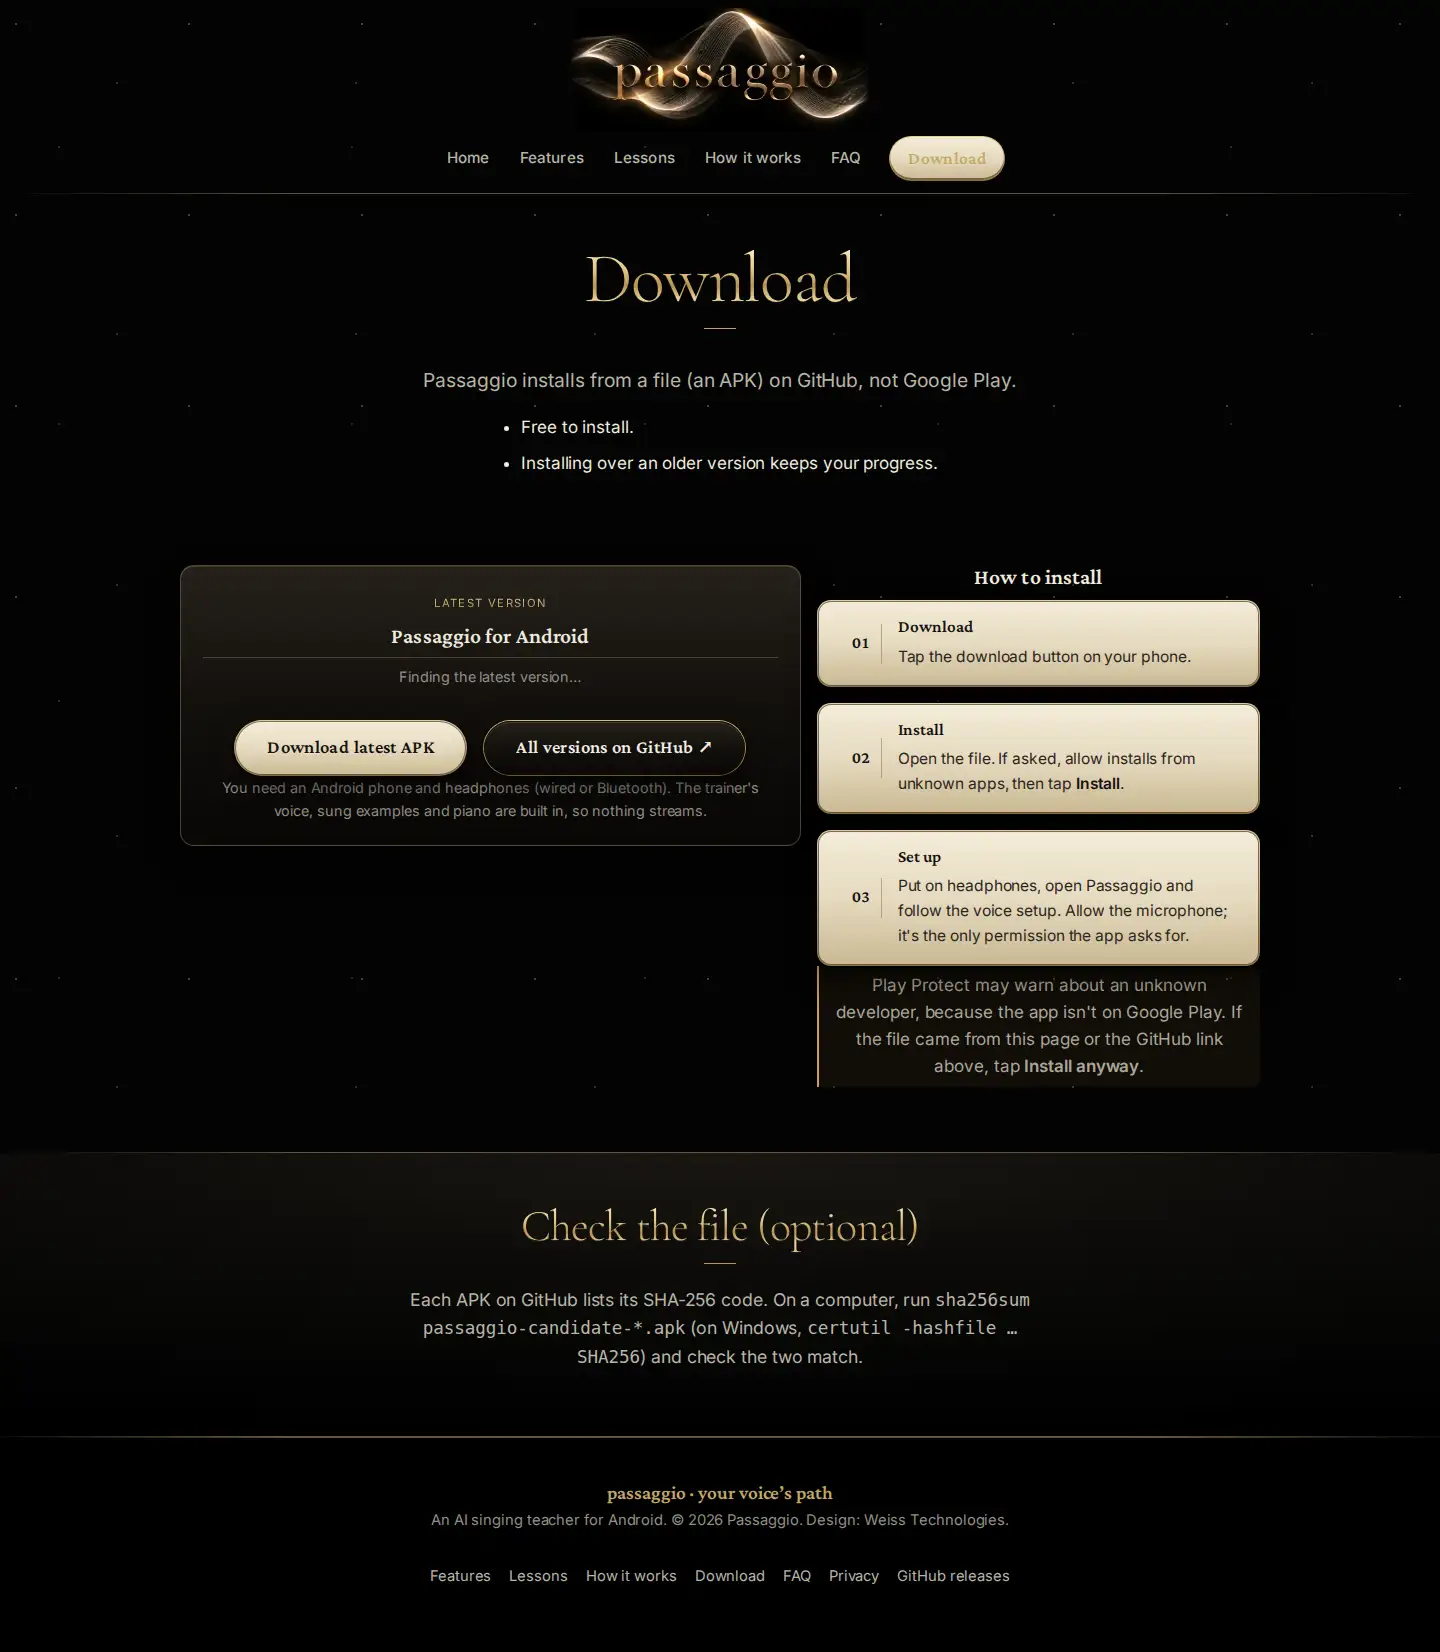 passaggio
Home Features Lessons How it works FAQ Download
Download
Passaggio installs from a file (an APK) on GitHub, not Google Play.
• Free to install.
• Installing over an older version keeps your progress.
LATEST VERSION
Passaggio for Android
Finding the latest version…
Download latest APK
All versions on GitHub ↗
You need an Android phone and headphones (wired or Bluetooth). The trainer's
voice, sung examples and piano are built in, so nothing streams.
How to install
01
Download
Tap the download button on your phone.
02
Install
Open the file. If asked, allow installs from
unknown apps, then tap Install.
03
Set up
Put on headphones, open Passaggio and
follow the voice setup. Allow the microphone;
it's the only permission the app asks for.
Play Protect may warn about an unknown
developer, because the app isn't on Google Play. If
the file came from this page or the GitHub link
above, tap Install anyway.
Check the file (optional)
Each APK on GitHub lists its SHA-256 code. On a computer, run sha256sum
passaggio-candidate-*.apk (on Windows, certutil -hashfile …
SHA256) and check the two match.
passaggio · your voice’s path
An AI singing teacher for Android. © 2026 Passaggio. Design: Weiss Technologies.
Features Lessons How it works Download FAQ Privacy GitHub releases